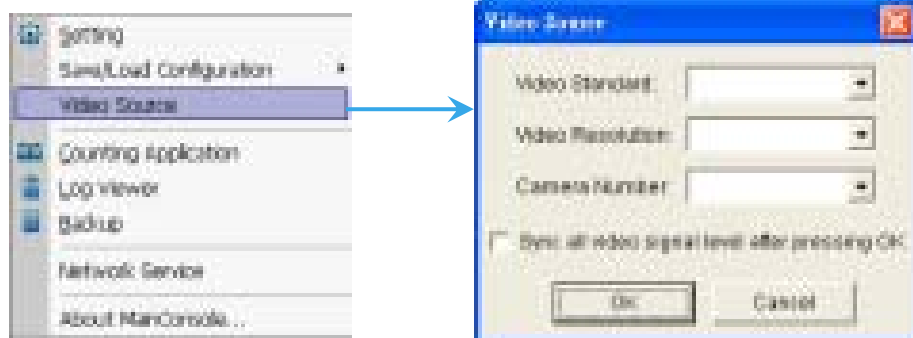 Setting
Save/Load Configuration
Video Source
Counting Application
Log Viewer
Backup
Network Service
About MainConsole...
Video Source
Video Standard:
Video Resolution:
Camera Number:
Sync all video signal level after pressing OK
OK
Cancel